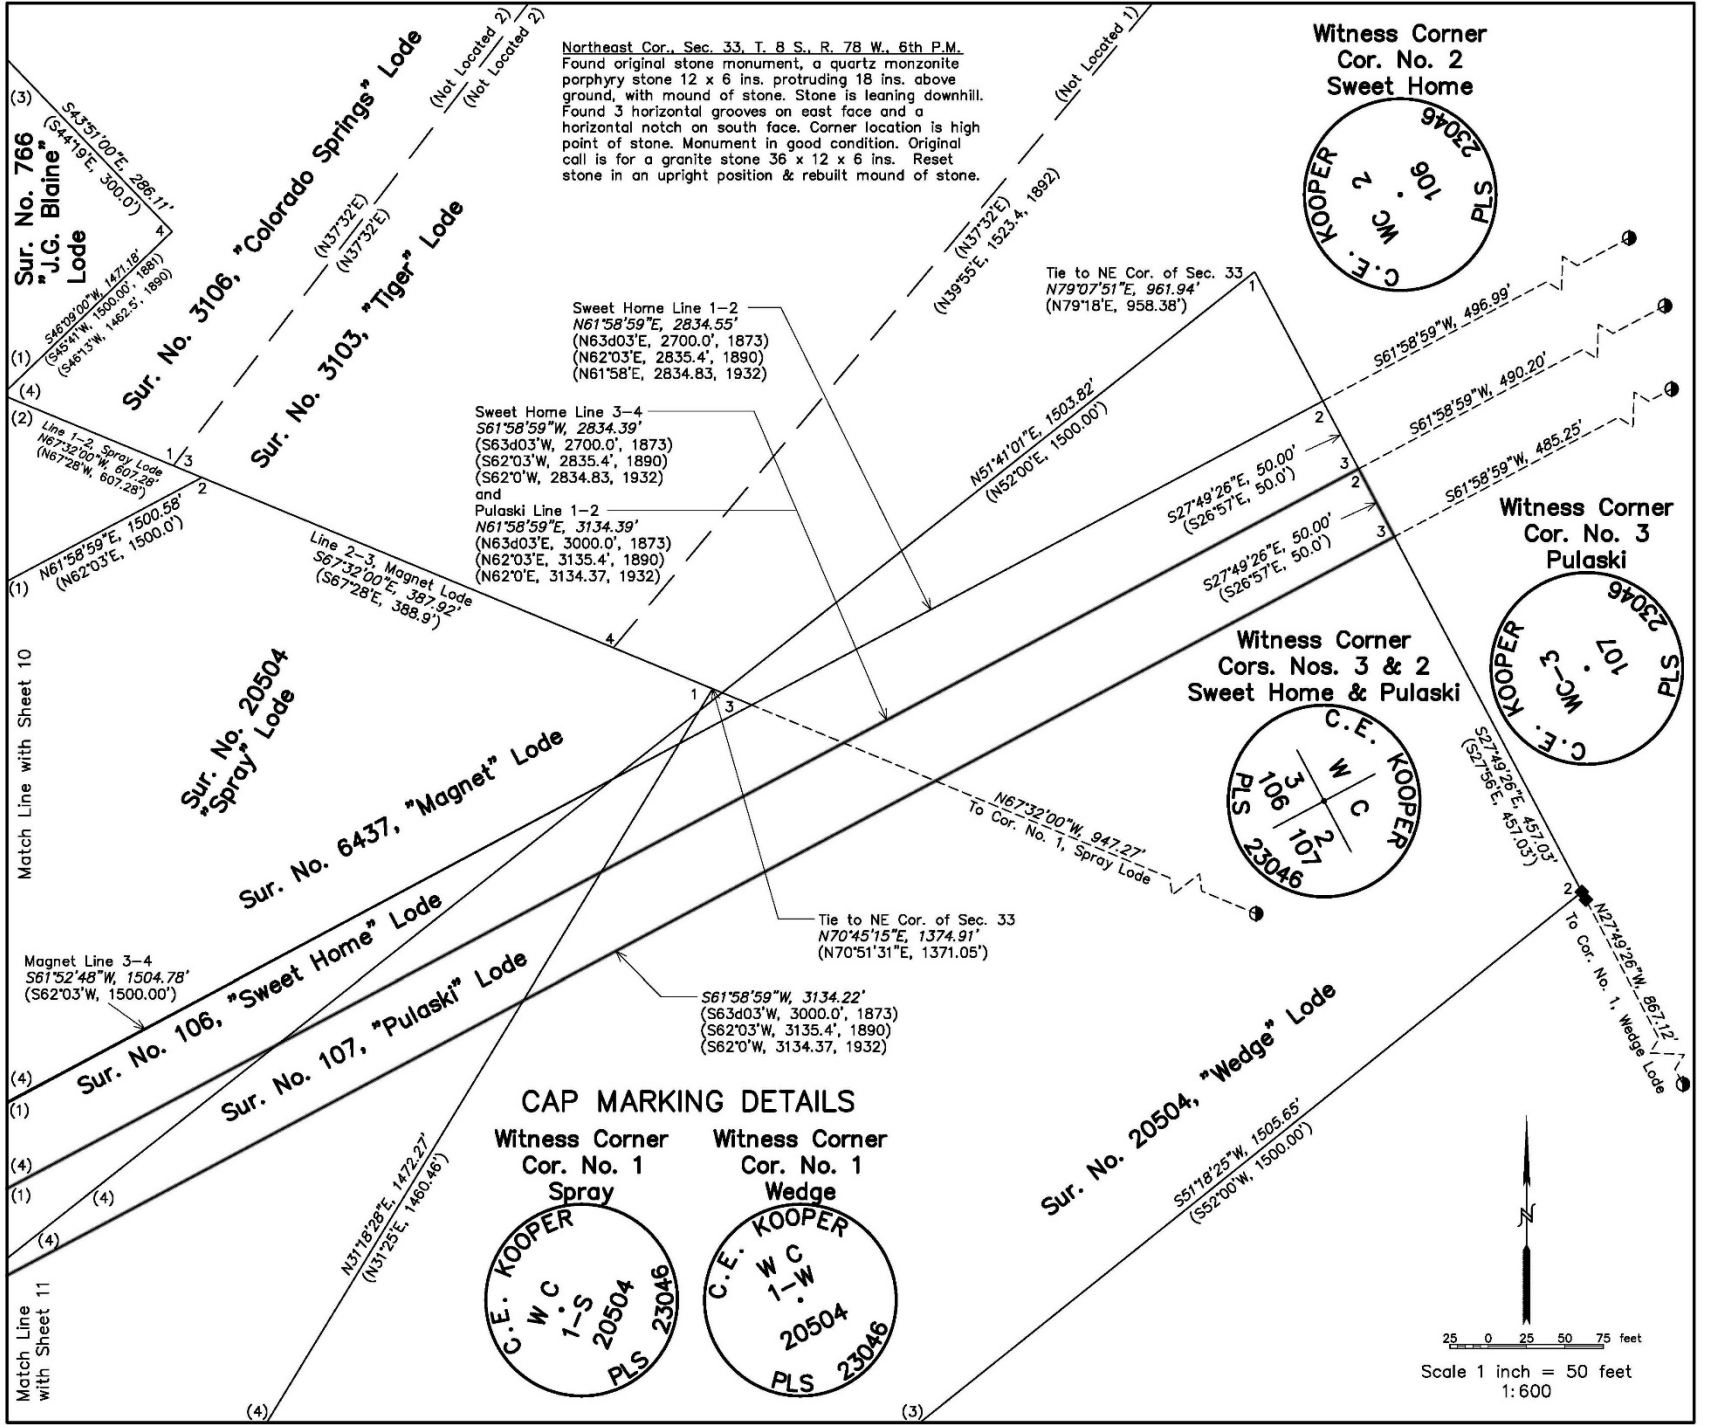 (3)
S43°51'00"E, 286.11'
(S44°19'E, 300.0')
Sur. No. 766
"J.G. Blaine"
Lode
4
S46°09'00"W, 1471.18'
(S45°41'W, 1500.00', 1881)
(S46°13'W, 1462.5', 1890)
(1)
(4)
(2)
Sur. No. 3106, "Colorado Springs" Lode
(Not Located 2)
(Not Located 2)
(N37°32'E)
(N37°32'E)
Sur. No. 3103, "Tiger" Lode
Northeast Cor., Sec. 33, T. 8 S., R. 78 W., 6th P.M.
Found original stone monument, a quartz monzonite
porphyry stone 12 x 6 ins. protruding 18 ins. above
ground, with mound of stone. Stone is leaning downhill.
Found 3 horizontal grooves on east face and a
horizontal notch on south face. Corner location is high
point of stone. Monument in good condition. Original
call is for a granite stone 36 x 12 x 6 ins. Reset
stone in an upright position & rebuilt mound of stone.
(Not Located 1)
(N37°32'E)
(N39°55'E, 1523.4, 1892)
Witness Corner
Cor. No. 2
Sweet Home
C.E. KOOPER
WC 2
106
PLS
23046
Tie to NE Cor. of Sec. 33
N79°07'51"E, 961.94'
(N79°18'E, 958.38')
1
Sweet Home Line 1-2
N61°58'59"E, 2834.55'
(N63d03'E, 2700.0', 1873)
(N62°03'E, 2835.4', 1890)
(N61°58'E, 2834.83, 1932)
S61°58'59"W, 496.99'
S61°58'59"W, 490.20'
S61°58'59"W, 485.25'
Sweet Home Line 3-4
S61°58'59"W, 2834.39'
(S63d03'W, 2700.0', 1873)
(S62°03'W, 2835.4', 1890)
(S62°0'W, 2834.83, 1932)
and
Pulaski Line 1-2
N61°58'59"E, 3134.39'
(N63d03'E, 3000.0', 1873)
(N62°03'E, 3135.4', 1890)
(N62°0'E, 3134.37, 1932)
N51°41'01"E, 1503.82'
(N52°00'E, 1500.00')
2
S27°49'26"E, 50.00'
(S26°57'E, 50.0')
3
2
S27°49'26"E, 50.00'
(S26°57'E, 50.0')
3
Line 1-2, Spray Lode
N67°32'00"W, 607.28'
(N67°28'W, 607.28')
1
3
2
N61°58'59"E, 1500.58'
(N62°03'E, 1500.0')
(1)
Line 2-3, Magnet Lode
S67°32'00"E, 387.92'
(S67°28'E, 388.9')
4
1
3
Witness Corner
Cor. No. 3
Pulaski
C.E. KOOPER
WC-3
107
PLS
23046
Witness Corner
Cors. Nos. 3 & 2
Sweet Home & Pulaski
C.E. KOOPER
W C
3
106
2
107
PLS 23046
Match Line with Sheet 10
Sur. No. 20504
"Spray" Lode
Sur. No. 6437, "Magnet" Lode
N67°32'00"W, 947.27'
To Cor. No. 1, Spray Lode
S27°49'26"E, 457.03'
(S27°56'E, 457.03')
2
N27°49'26"W, 867.12'
To Cor. No. 1, Wedge Lode
Tie to NE Cor. of Sec. 33
N70°45'15"E, 1374.91'
(N70°51'31"E, 1371.05')
Magnet Line 3-4
S61°52'48"W, 1504.78'
(S62°03'W, 1500.00')
Sur. No. 106, "Sweet Home" Lode
Sur. No. 107, "Pulaski" Lode
S61°58'59"W, 3134.22'
(S63d03'W, 3000.0', 1873)
(S62°03'W, 3135.4', 1890)
(S62°0'W, 3134.37, 1932)
(4)
(1)
(4)
(1)
(4)
(4)
N31°18'28"E, 1472.27'
(N31°25'E, 1460.46')
(4)
Match Line
with Sheet 11
CAP MARKING DETAILS
Witness Corner
Cor. No. 1
Spray
C.E. KOOPER
W C
1-S
20504
PLS
23046
Witness Corner
Cor. No. 1
Wedge
C.E. KOOPER
W C
1-W
20504
PLS
23046
Sur. No. 20504, "Wedge" Lode
S51°18'25"W, 1505.65'
(S52°00'W, 1500.00')
(3)
N
25 0 25 50 75 feet
Scale 1 inch = 50 feet
1:600